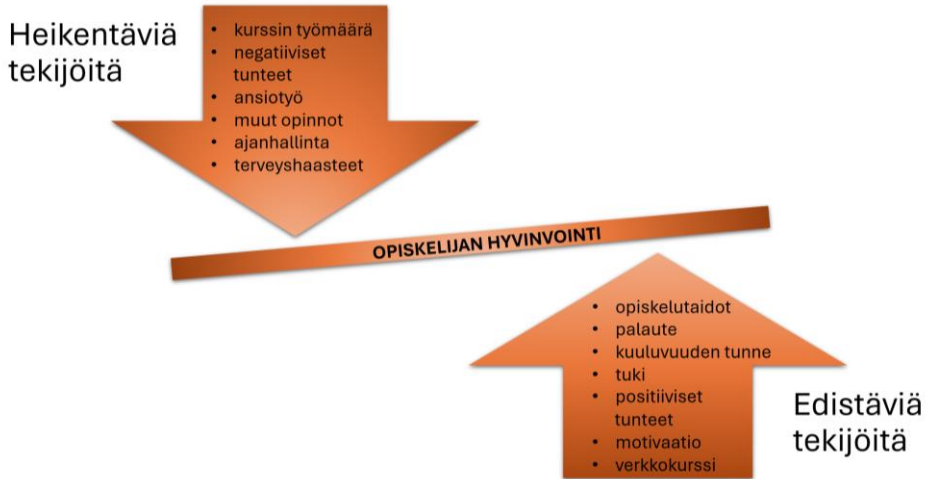 Heikentäviä
tekijöitä
• kurssin työmäärä
• negatiiviset
tunteet
• ansiotyö
• muut opinnot
• ajanhallinta
• terveyshaasteet
OPISKELIJAN HYVINVOINTI
• opiskelutaidot
• palaute
• kuuluvuuden tunne
• tuki
• positiiviset
tunteet
• motivaatio
• verkkokurssi
Edistäviä
tekijöitä